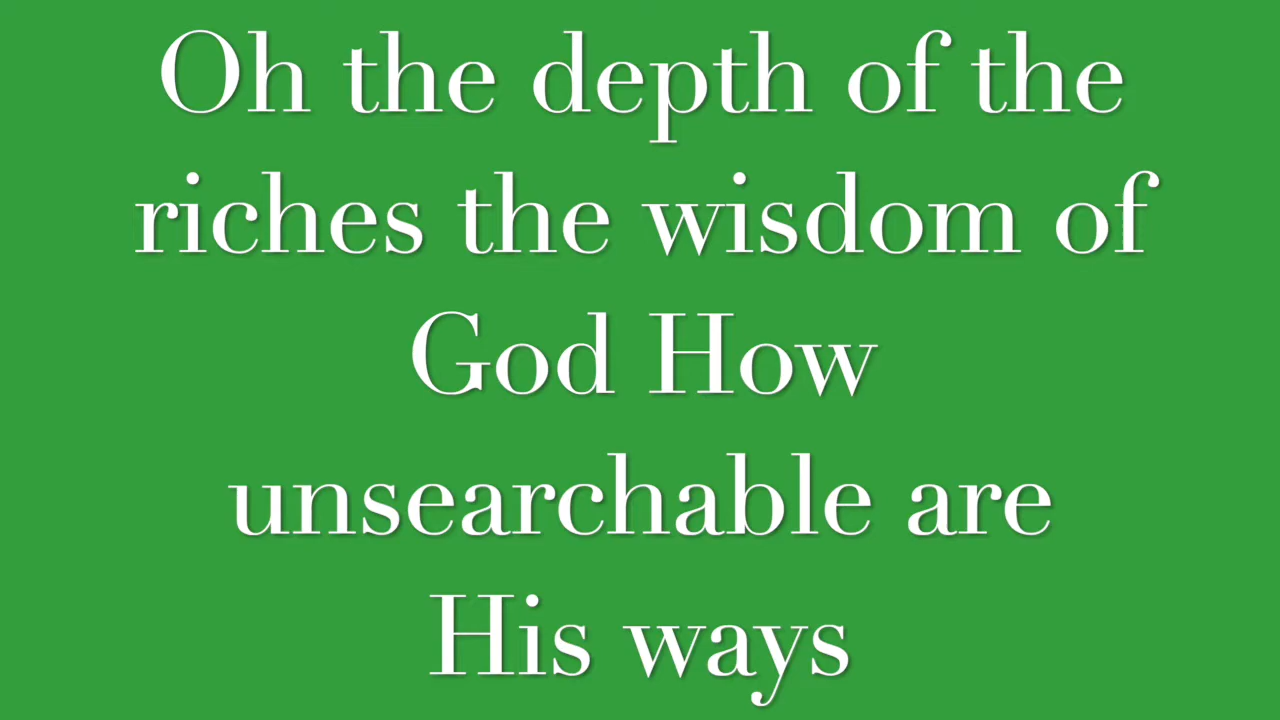 Oh the depth of the
riches the wisdom of
God How
unsearchable are
His ways